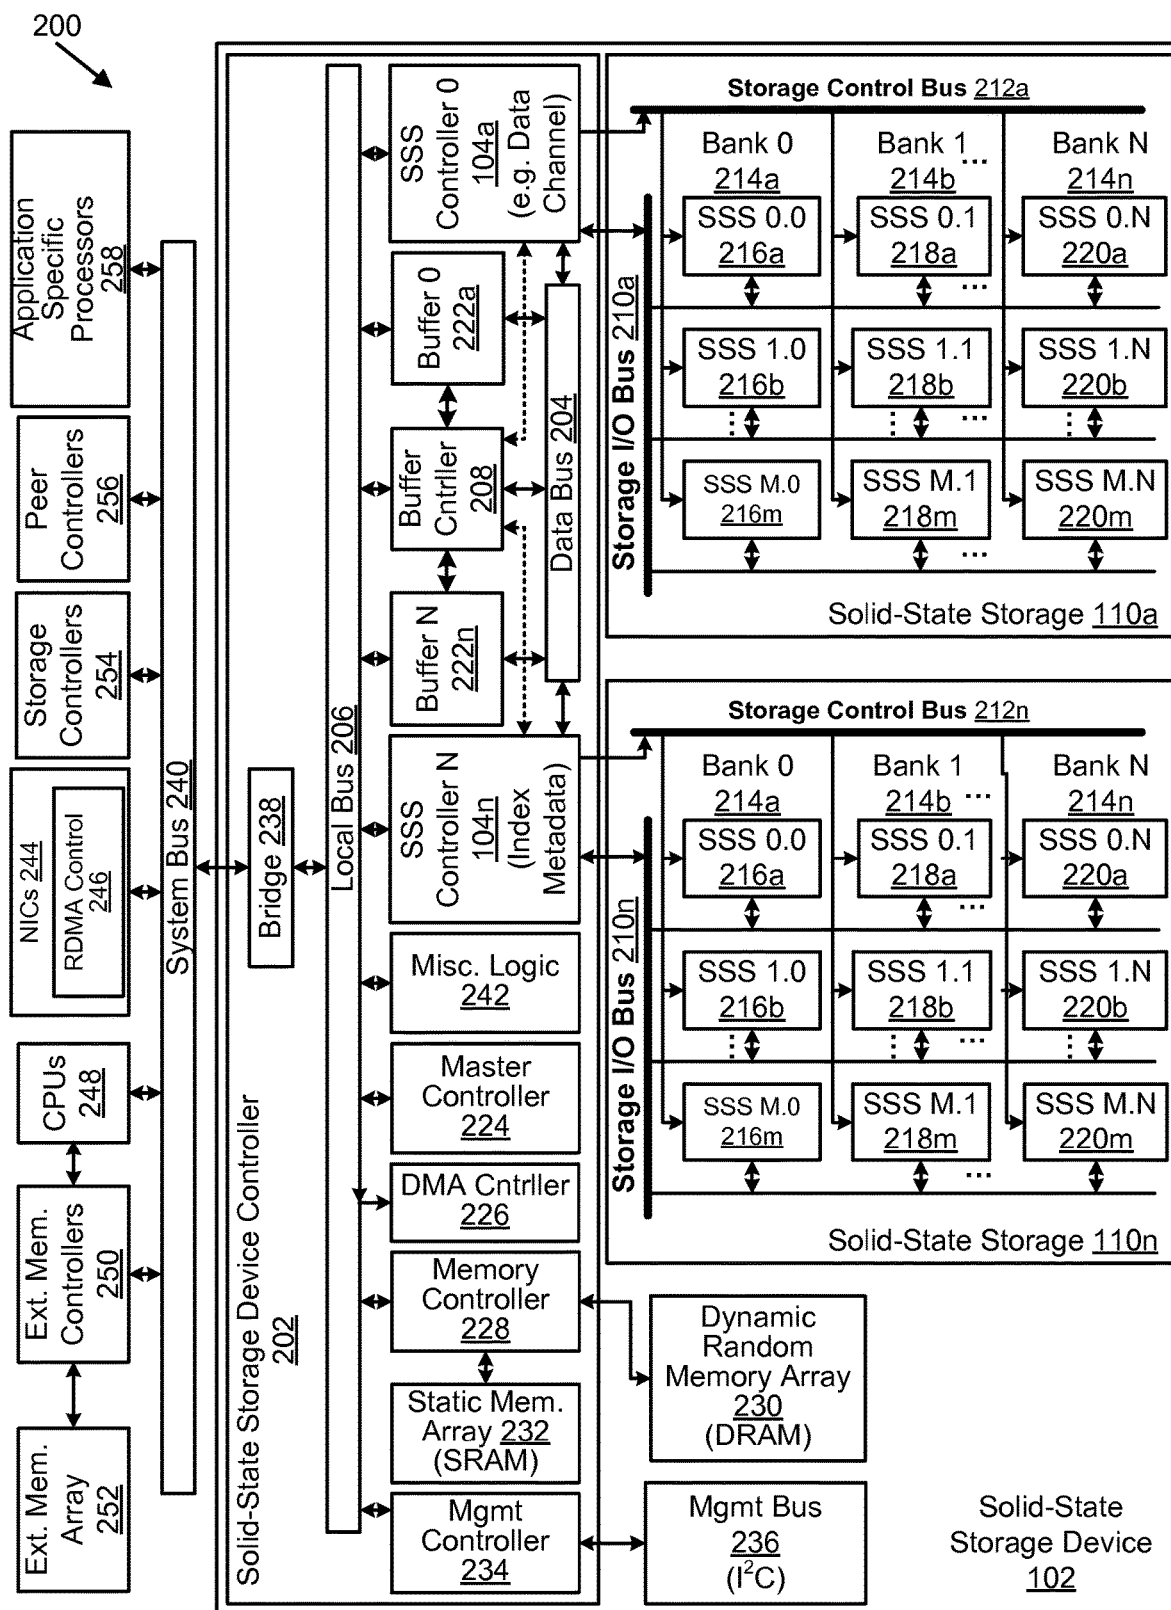 200
Application
Specific
Processors
258
Peer
Controllers
256
Storage
Controllers
254
NICs 244
RDMA Control
246
CPUs
248
Ext. Mem.
Controllers
250
Ext. Mem.
Array
252
System Bus 240
Bridge 238
Solid-State Storage Device Controller
202
Local Bus 206
SSS
Controller 0
104a
(e.g. Data
Channel)
Buffer 0
222a
Buffer
Cntrller
208
Buffer N
222n
Data Bus 204
SSS
Controller N
104n
(Index
Metadata)
Misc. Logic
242
Master
Controller
224
DMA Cntrller
226
Memory
Controller
228
Static Mem.
Array 232
(SRAM)
Mgmt
Controller
234
Storage Control Bus 212a
Storage I/O Bus 210a
Bank 0
214a
Bank 1
214b
...
Bank N
214n
SSS 0.0
216a
SSS 0.1
218a
SSS 0.N
220a
...
SSS 1.0
216b
SSS 1.1
218b
SSS 1.N
220b
... ... ... ...
SSS M.0
216m
SSS M.1
218m
SSS M.N
220m
...
Solid-State Storage 110a
Storage Control Bus 212n
Storage I/O Bus 210n
Bank 0
214a
Bank 1
214b
...
Bank N
214n
SSS 0.0
216a
SSS 0.1
218a
SSS 0.N
220a
...
SSS 1.0
216b
SSS 1.1
218b
SSS 1.N
220b
... ... ... ...
SSS M.0
216m
SSS M.1
218m
SSS M.N
220m
...
Solid-State Storage 110n
Dynamic
Random
Memory Array
230
(DRAM)
Mgmt Bus
236
(I²C)
Solid-State
Storage Device
102